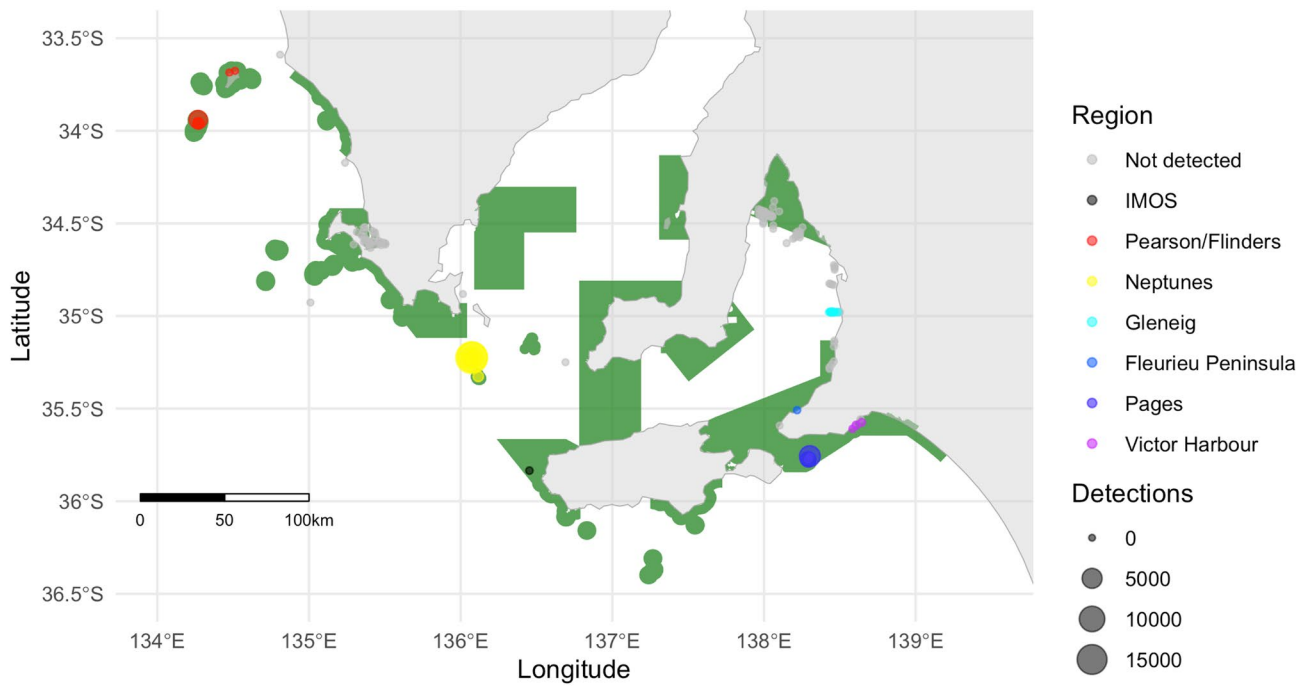 33.5°S
34°S
34.5°S
35°S
35.5°S
36°S
36.5°S
Latitude
0 50 100km
134°E 135°E 136°E 137°E 138°E 139°E
Longitude
Region
Not detected
IMOS
Pearson/Flinders
Neptunes
Gleneig
Fleurieu Peninsula
Pages
Victor Harbour
Detections
0
5000
10000
15000